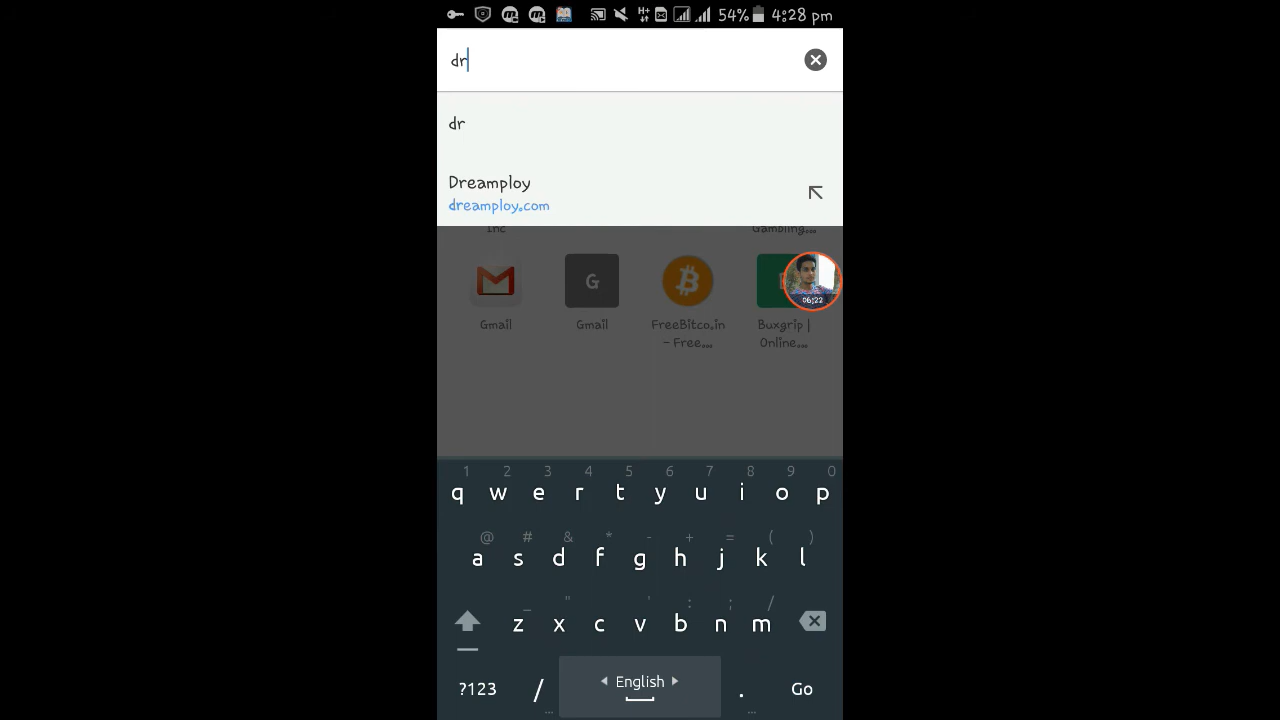 54% 4:28 pm
dr
dr
Dreamploy
dreamploy.com
Inc Gambling...
06:22
G
Gmail Gmail FreeBitco.in Buxgrip |
- Free... Online...
1 2 3 4 5 6 7 8 9 0
q w e r t y u i o p
@ # & * - + = ( )
a s d f g h j k l
_ " ' : ; /
z x c v b n m
?123 / English . Go